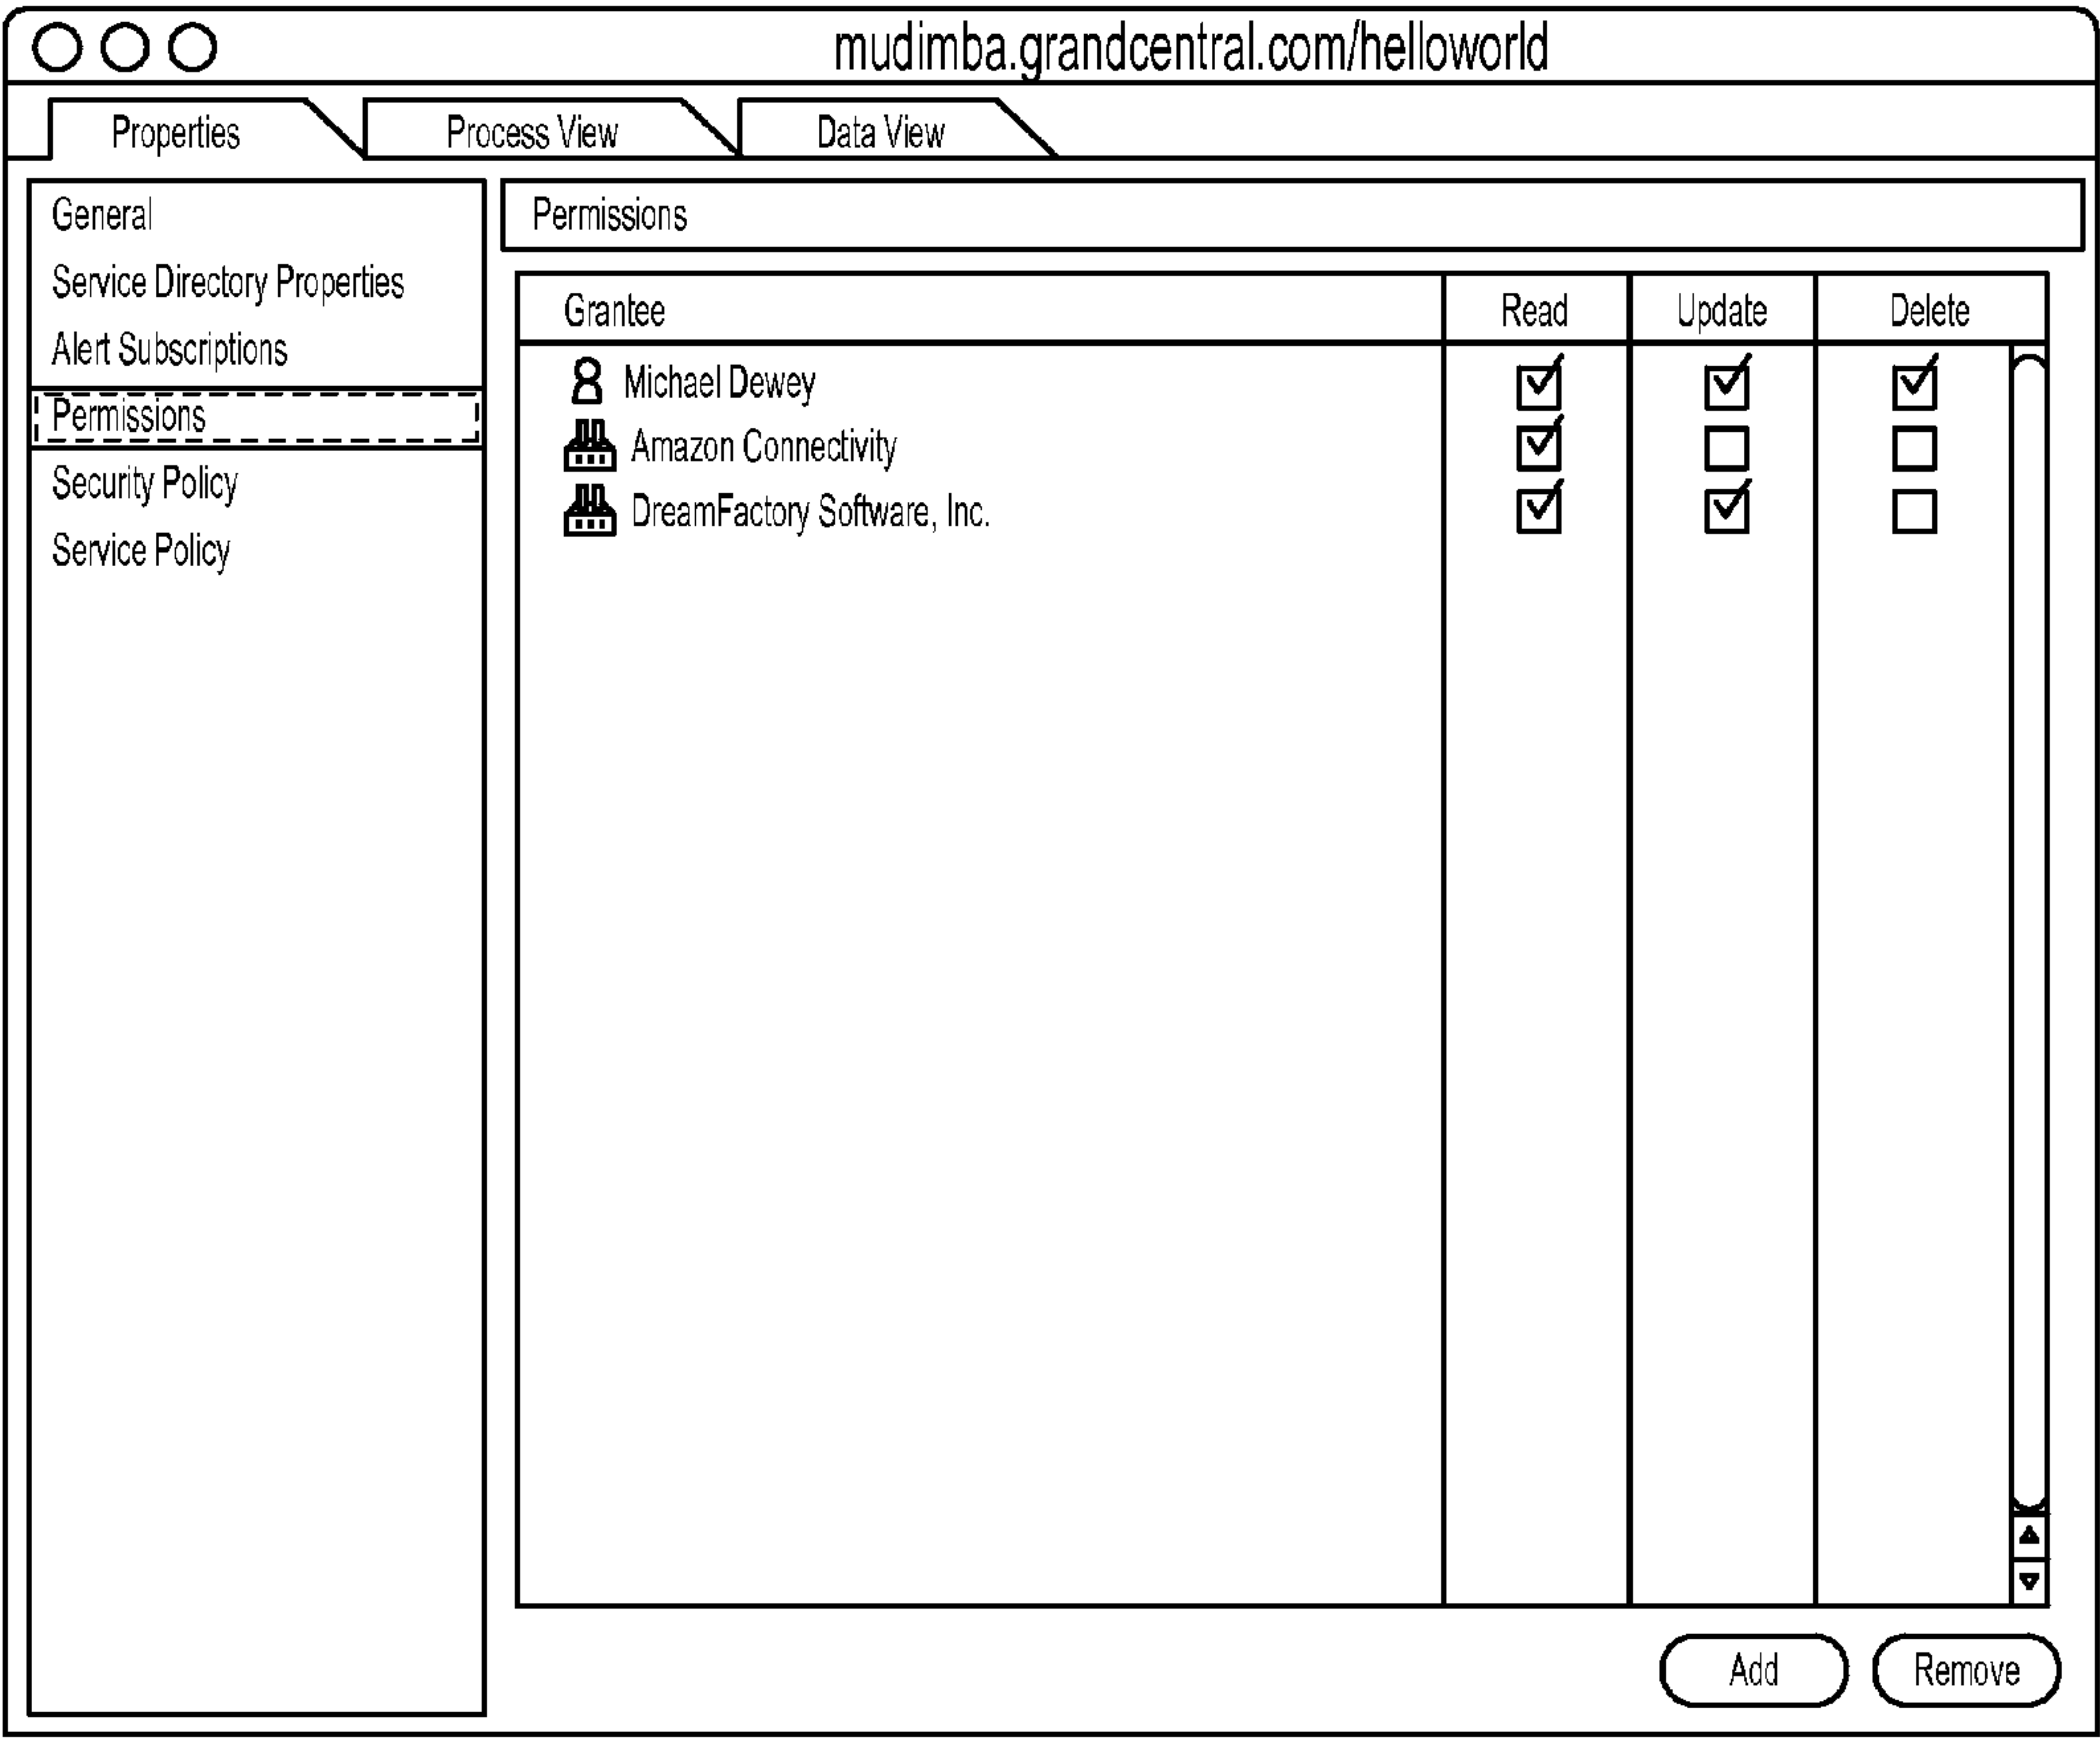 mudimba.grandcentral.com/helloworld
Properties
Process View
Data View
General
Service Directory Properties
Alert Subscriptions
Permissions
Security Policy
Service Policy
Permissions
Grantee
Read
Update
Delete
Michael Dewey
Amazon Connectivity
DreamFactory Software, Inc.
Add
Remove